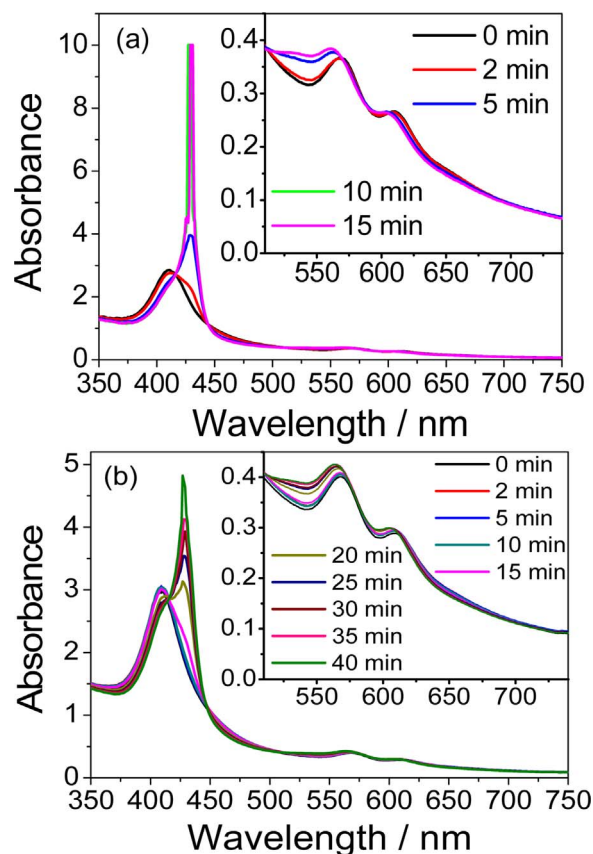 (a)
Absorbance
10
8
6
4
2
0
350 400 450 500 550 600 650 700 750
Wavelength / nm
0.4
0.3
0.2
0.1
0.0
550 600 650 700
0 min
2 min
5 min
10 min
15 min
(b)
Absorbance
5
4
3
2
1
0
350 400 450 500 550 600 650 700 750
Wavelength / nm
0.4
0.3
0.2
0.1
0.0
550 600 650 700
0 min
2 min
5 min
10 min
15 min
20 min
25 min
30 min
35 min
40 min